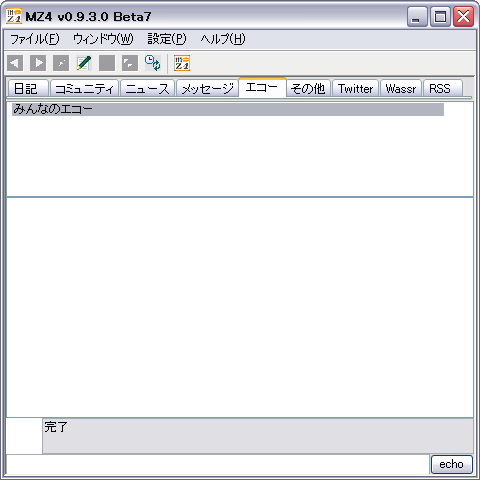 MZ4 v0.9.3.0 Beta7
ファイル(F) ウィンドウ(W) 設定(P) ヘルプ(H)
日記 コミュニティ ニュース メッセージ エコー その他 Twitter Wassr RSS
みんなのエコー
完了
echo